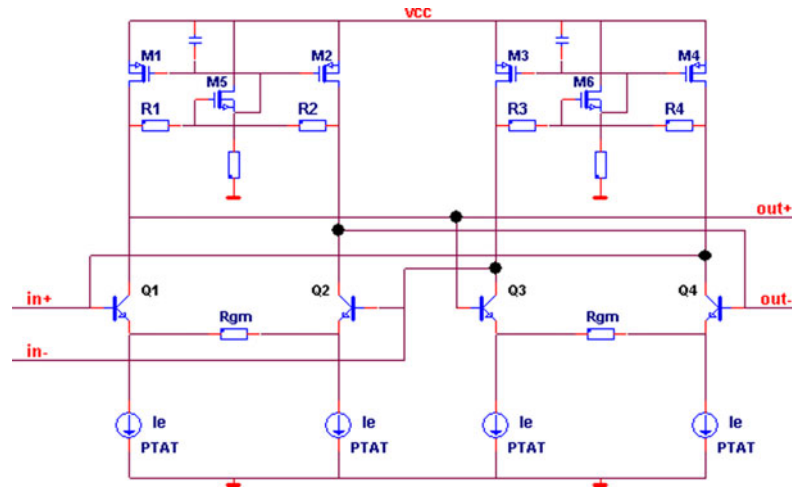 VCC
M1 M2 M3 M4
M5 M6
R1 R2 R3 R4
out+
Q1 Q2 Q3 Q4
in+ out-
Rgm Rgm
in-
Ie Ie Ie Ie
PTAT PTAT PTAT PTAT